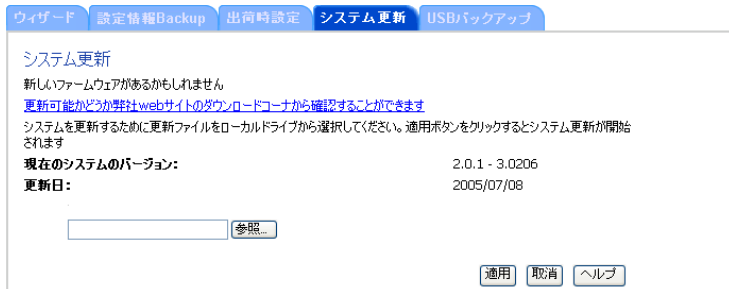 ウィザード 設定情報Backup 出荷時設定 システム更新 USBバックアップ
システム更新
新しいファームウェアがあるかもしれません
更新可能かどうか弊社webサイトのダウンロードコーナから確認することができます
システムを更新するために更新ファイルをローカルドライブから選択してください。適用ボタンをクリックするとシステム更新が開始
されます
現在のシステムのバージョン: 2.0.1 - 3.0206
更新日: 2005/07/08
参照...
適用 取消 ヘルプ